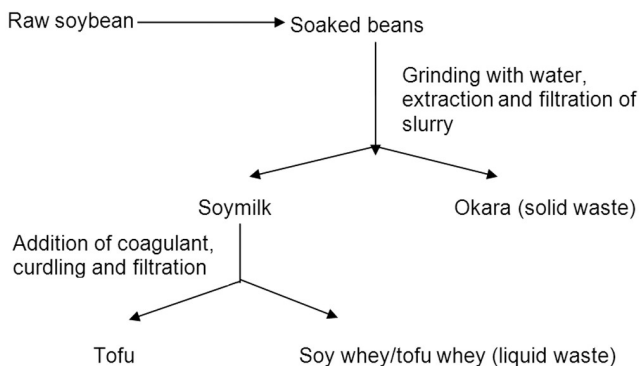 Raw soybean
Soaked beans
Grinding with water,
extraction and filtration of
slurry
Soymilk
Okara (solid waste)
Addition of coagulant,
curdling and filtration
Tofu
Soy whey/tofu whey (liquid waste)